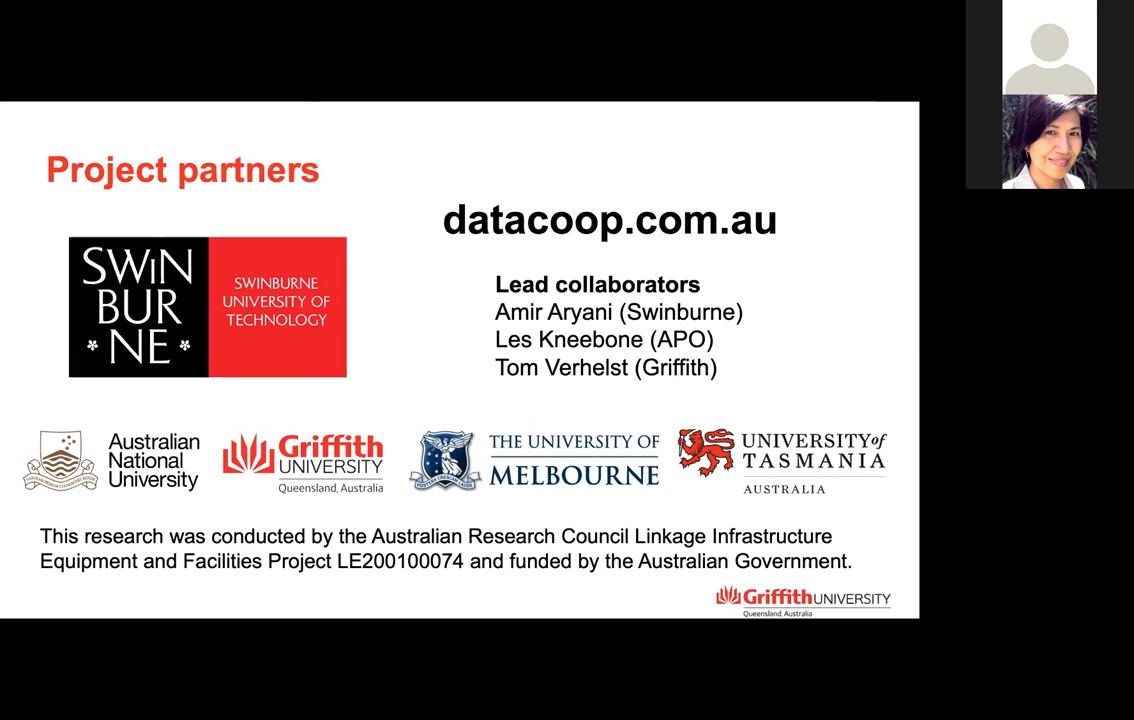 Project partners
datacoop.com.au
SWiN
BUR
NE
SWINBURNE
UNIVERSITY OF
TECHNOLOGY
Lead collaborators
Amir Aryani (Swinburne)
Les Kneebone (APO)
Tom Verhelst (Griffith)
Australian
National
University
Griffith
UNIVERSITY
Queensland, Australia
THE UNIVERSITY OF
MELBOURNE
UNIVERSITY of
TASMANIA
AUSTRALIA
This research was conducted by the Australian Research Council Linkage Infrastructure
Equipment and Facilities Project LE200100074 and funded by the Australian Government.
Griffith UNIVERSITY
Queensland, Australia